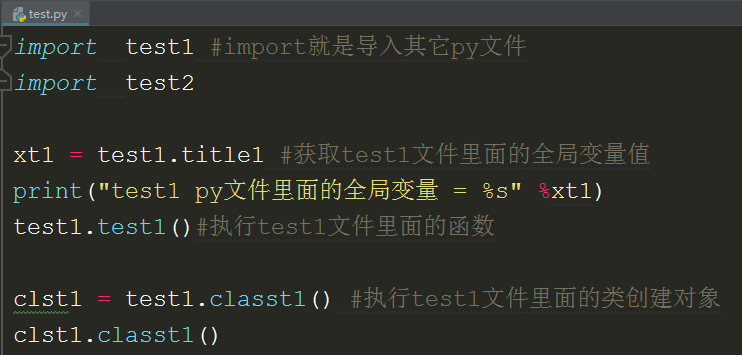 test.py
import  test1 #import就是导入其它py文件
import  test2
xt1 = test1.title1 #获取test1文件里面的全局变量值
print("test1 py文件里面的全局变量 = %s" %xt1)
test1.test1()#执行test1文件里面的函数
clst1 = test1.classt1() #执行test1文件里面的类创建对象
clst1.classt1()